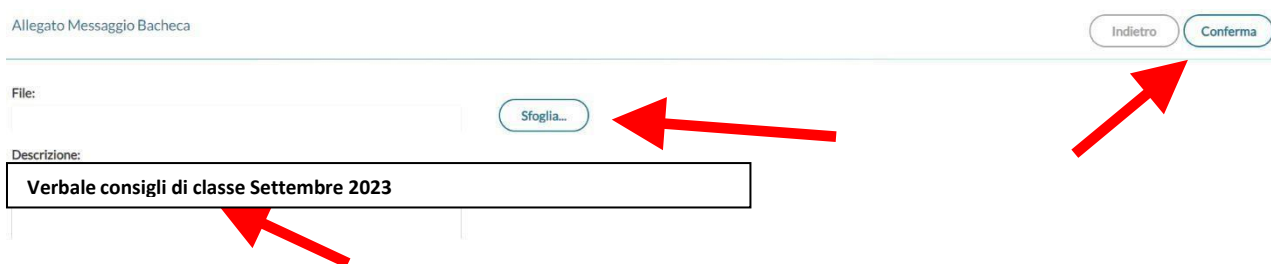 Allegato Messaggio Bacheca
Indietro
Conferma
File:
Sfoglia...
Descrizione:
Verbale consigli di classe Settembre 2023